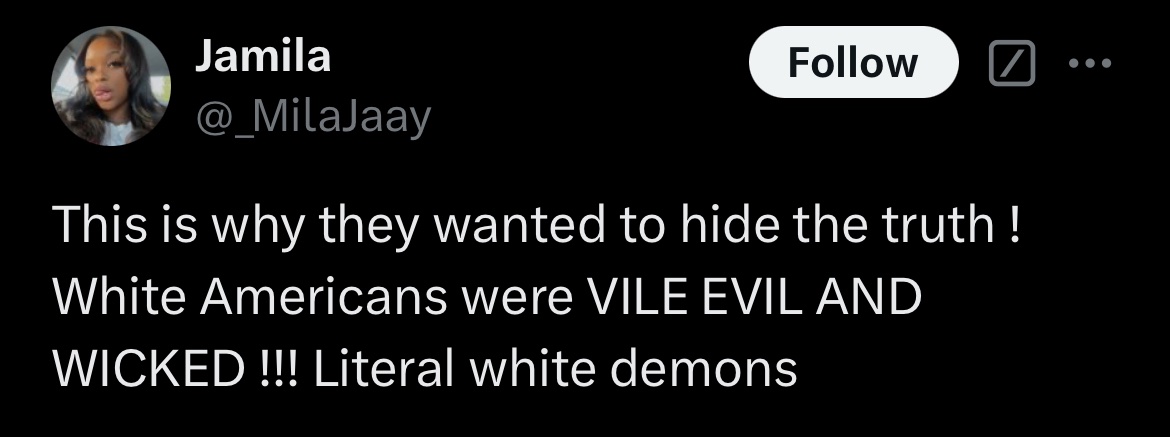 Jamila
Follow
@_MilaJaay
This is why they wanted to hide the truth !
White Americans were VILE EVIL AND
WICKED !!! Literal white demons